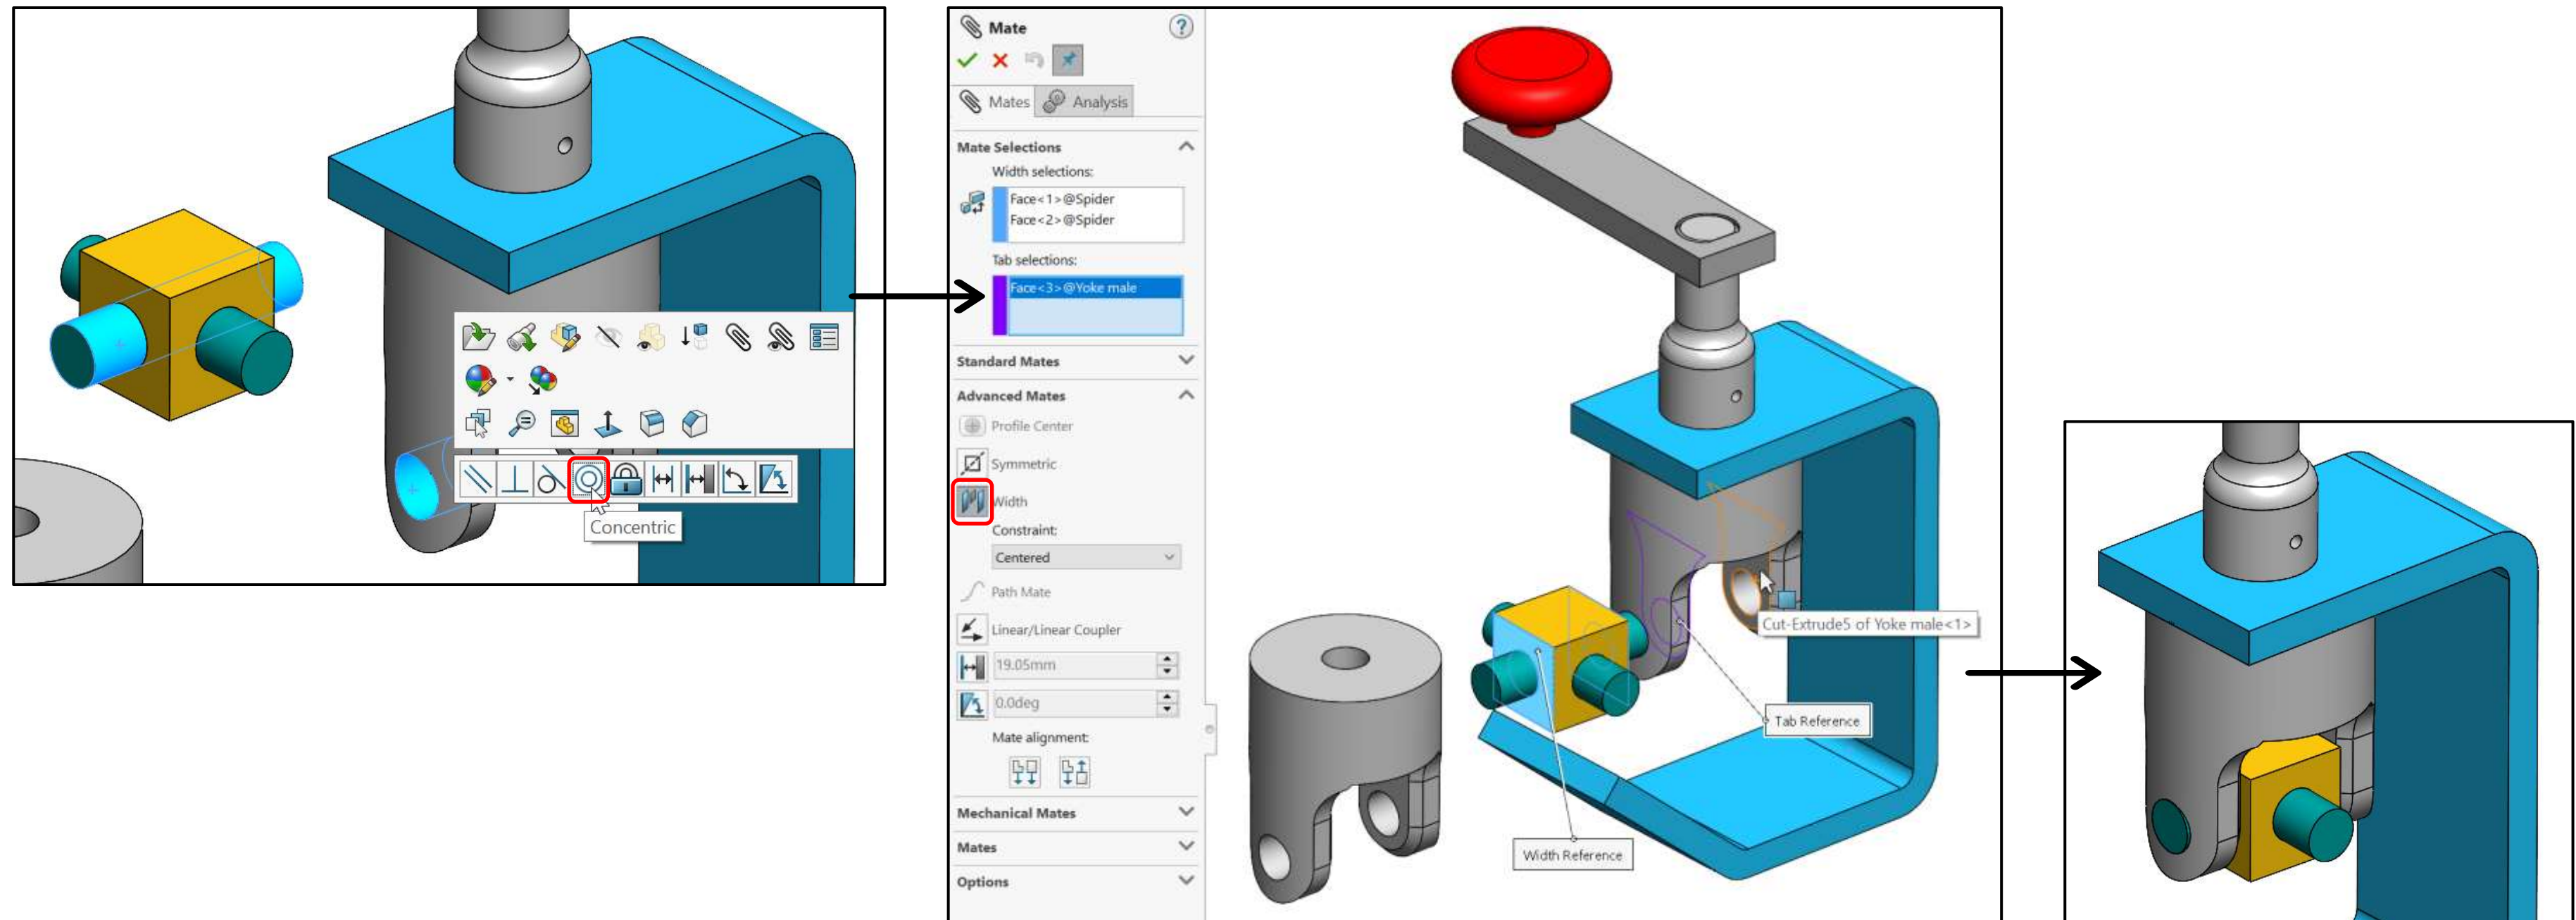 Concentric
Mate
Mates
Analysis
Mate Selections
Width selections:
Face<1>@Spider
Face<2>@Spider
Tab selections:
Face<3>@Yoke male
Standard Mates
Advanced Mates
Profile Center
Symmetric
Width
Constraint:
Centered
Path Mate
Linear/Linear Coupler
19.05mm
0.0deg
Mate alignment:
Mechanical Mates
Mates
Options
Cut-Extrude5 of Yoke male<1>
Tab Reference
Width Reference